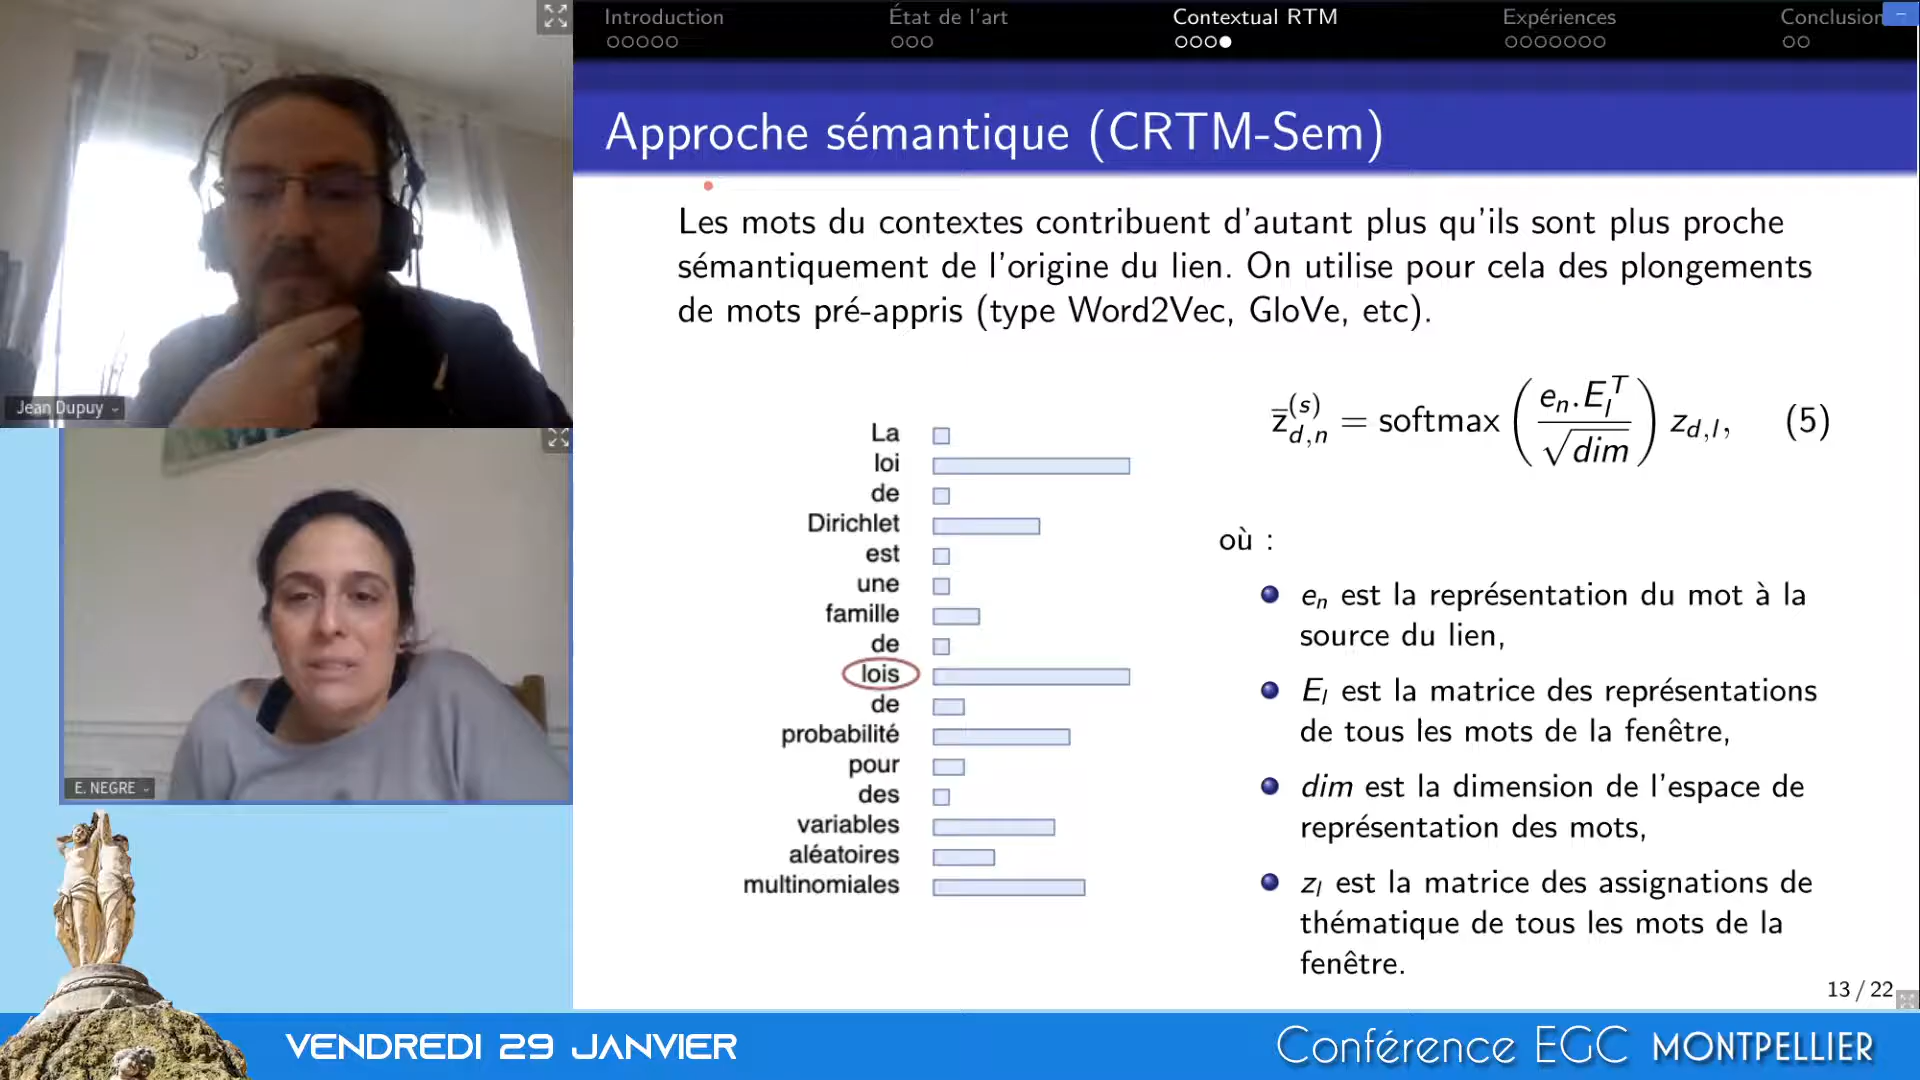 Introduction
État de l'art
Contextual RTM
Expériences
Conclusion
Approche sémantique (CRTM-Sem)
Les mots du contextes contribuent d'autant plus qu'ils sont plus proche
sémantiquement de l'origine du lien. On utilise pour cela des plongements
de mots pré-appris (type Word2Vec, GloVe, etc).
La
loi
de
Dirichlet
est
une
famille
de
lois
de
probabilité
pour
des
variables
aléatoires
multinomiales
z̄_{d,n}^{(s)} = softmax (e_n.E_l^T / √dim) z_{d,l}, (5)
où :
e_n est la représentation du mot à la
source du lien,
E_l est la matrice des représentations
de tous les mots de la fenêtre,
dim est la dimension de l'espace de
représentation des mots,
z_l est la matrice des assignations de
thématique de tous les mots de la
fenêtre.
13 / 22
Jean Dupuy
E. NEGRE
VENDREDI 29 JANVIER
Conférence EGC MONTPELLIER